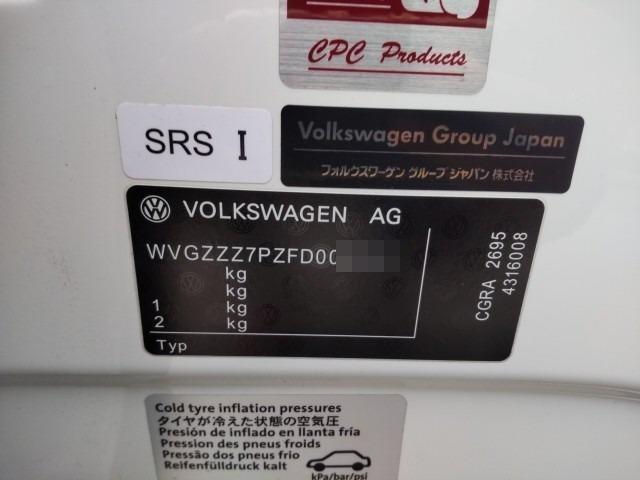 CPC Products
SRS I
Volkswagen Group Japan
フォルクスワーゲン グループ ジャパン 株式会社
VOLKSWAGEN AG
WVGZZZ7PZFD00
kg
kg
1 kg
2 kg
Typ
CGRA 2695
4316008
Cold tyre inflation pressures
タイヤが冷えた状態の空気圧
Presión de inflado en llanta fría
Pression des pneus froids
Pressão dos pneus frio
Reifenfülldruck kalt
kPa/bar/psi